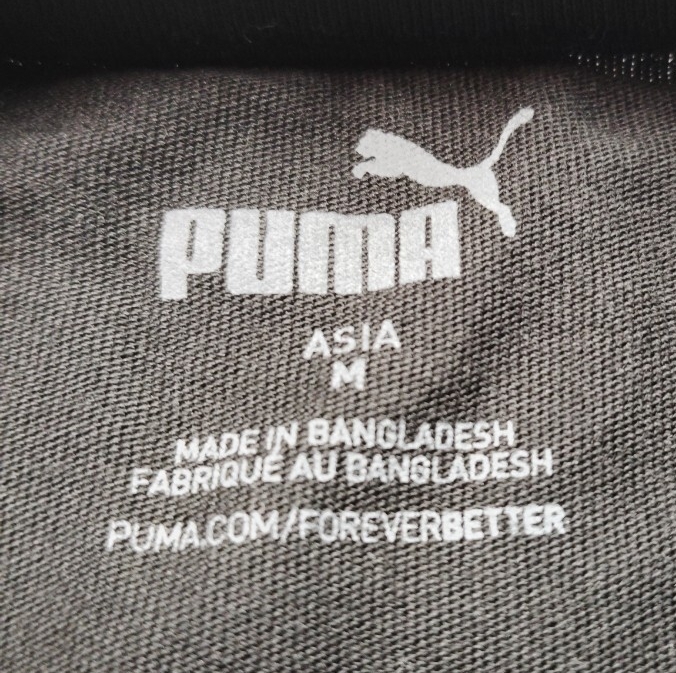 PUMA
ASIA
M
MADE IN BANGLADESH
FABRIQUÉ AU BANGLADESH
PUMA.COM/FOREVERBETTER